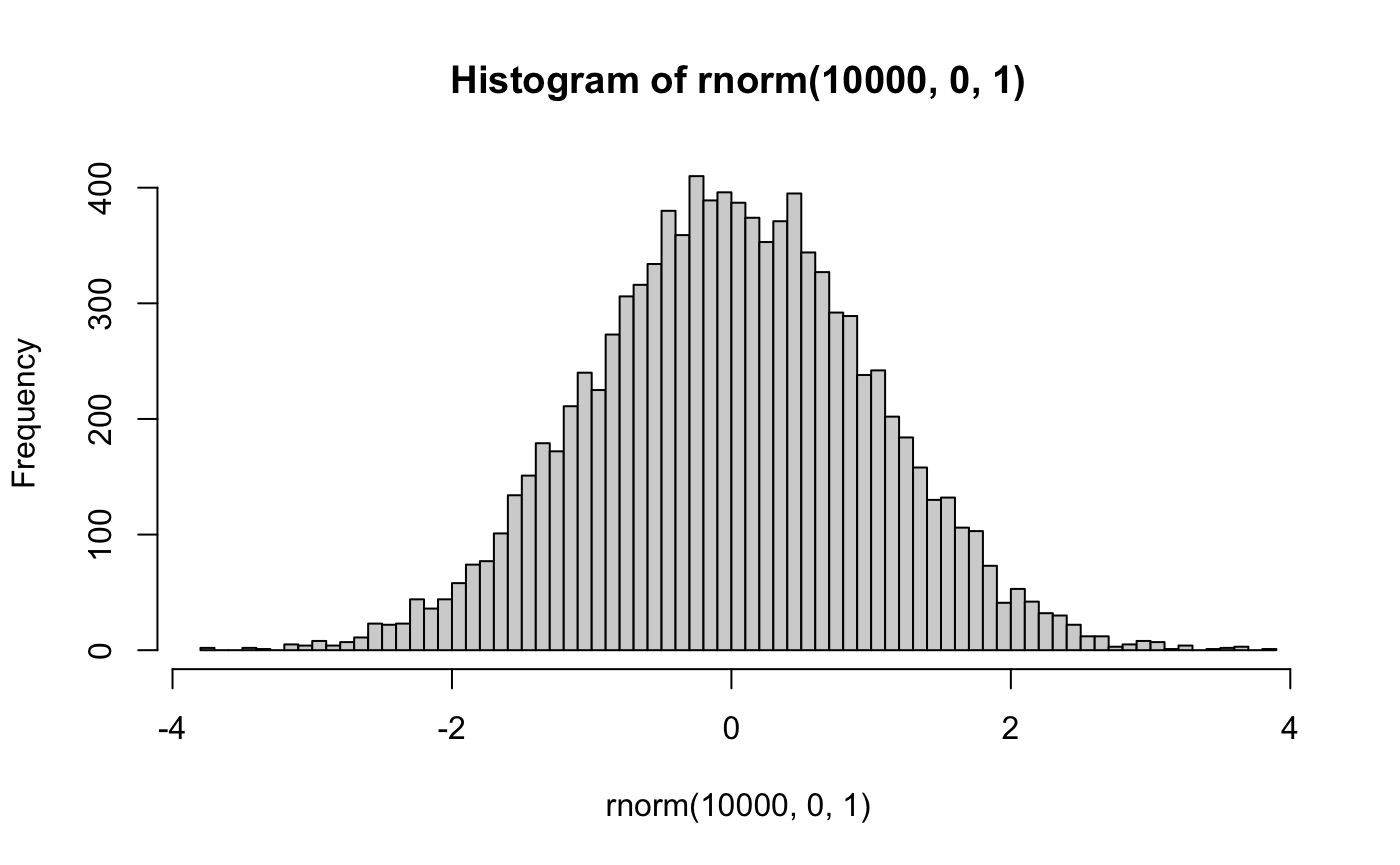 Histogram of rnorm(10000, 0, 1)
Frequency
400
300
200
100
0
-4 -2 0 2 4
rnorm(10000, 0, 1)